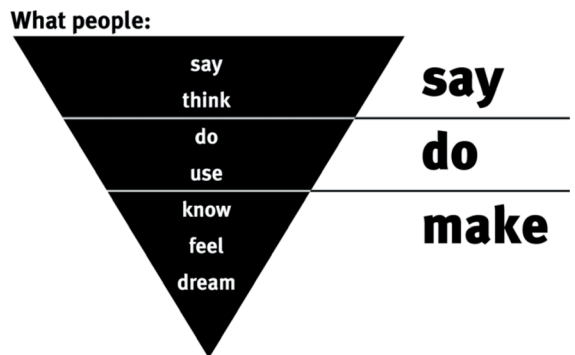 What people:
say
think
do
use
know
feel
dream
say
do
make